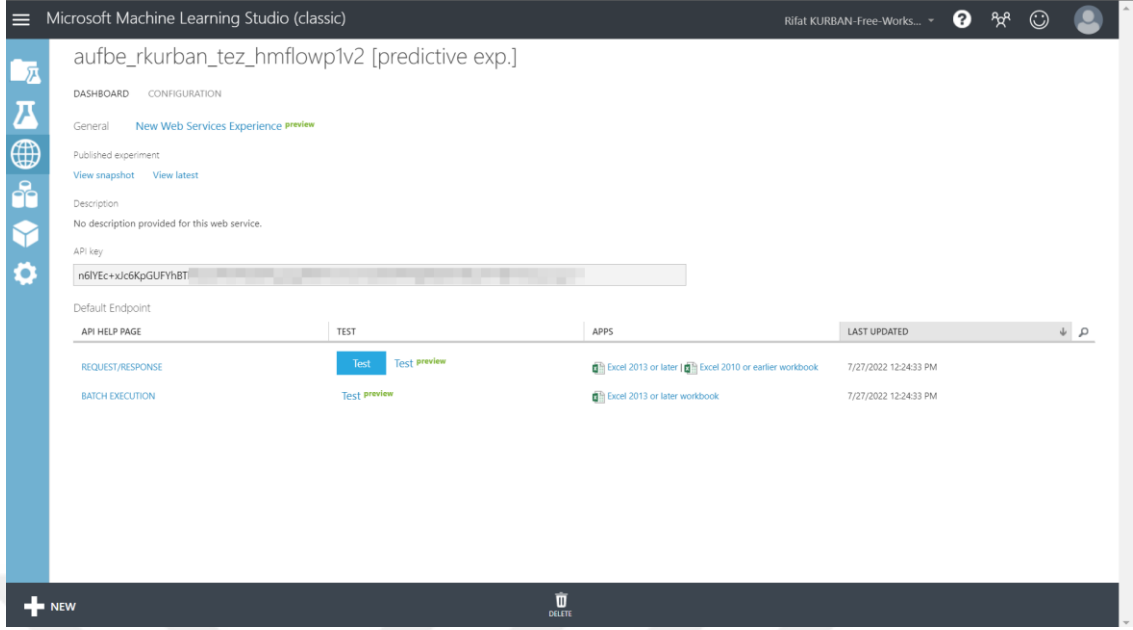 Microsoft Machine Learning Studio (classic)
Rifat KURBAN-Free-Works...
?
aufbe_rkurban_tez_hmflowp1v2 [predictive exp.]
DASHBOARD CONFIGURATION
General New Web Services Experience preview
Published experiment
View snapshot View latest
Description
No description provided for this web service.
API key
Default Endpoint
API HELP PAGE TEST APPS LAST UPDATED
REQUEST/RESPONSE Test Test preview Excel 2013 or later | Excel 2010 or earlier workbook 7/27/2022 12:24:33 PM
BATCH EXECUTION Test preview Excel 2013 or later workbook 7/27/2022 12:24:33 PM
NEW
DELETE